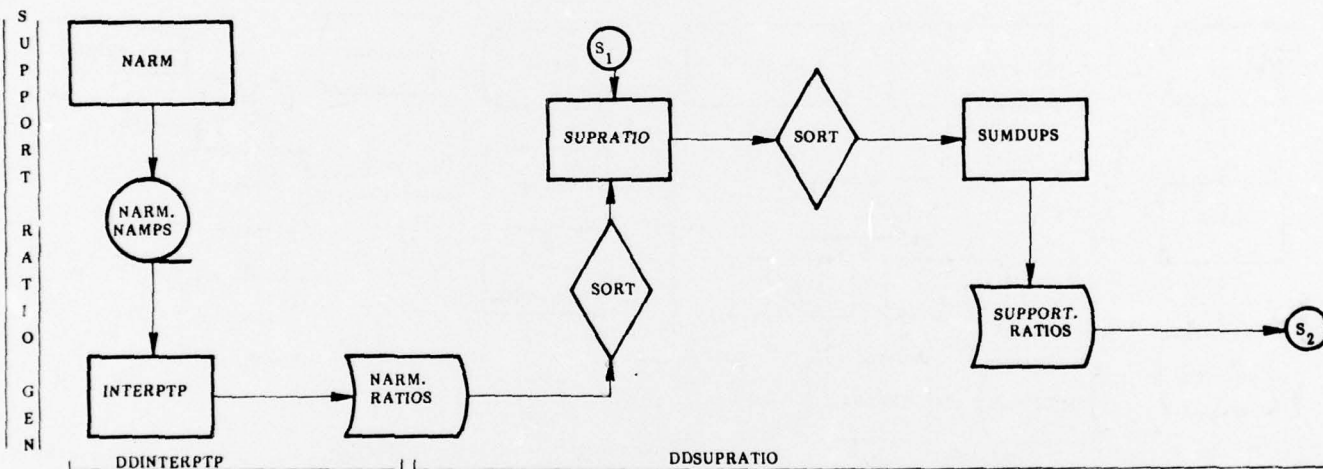 SUPPORT RATIO GEN
NARM
NARM.
NAMPS
INTERPTP
NARM.
RATIOS
SORT
S1
SUPRATIO
SORT
SUMDUPS
SUPPORT.
RATIOS
S2
DDINTERPTP
DDSUPRATIO